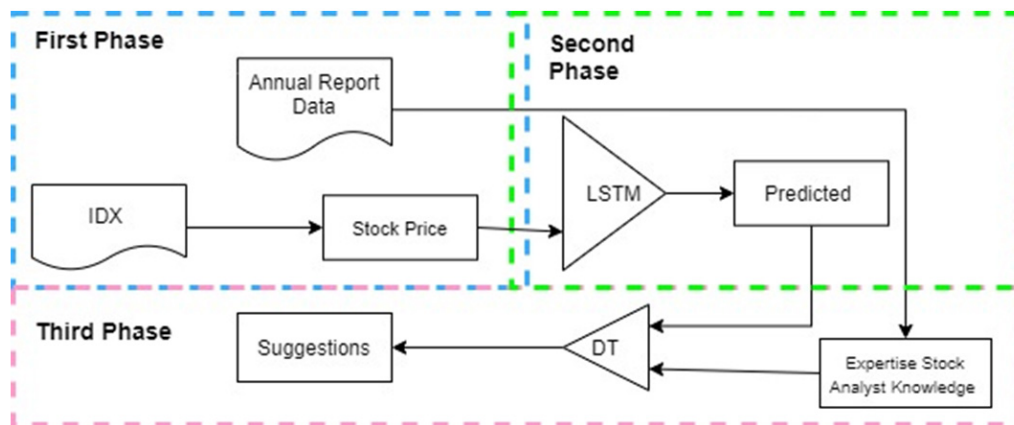 First Phase
Annual Report
Data
IDX
Stock Price
Second
Phase
LSTM
Predicted
Third Phase
Suggestions
DT
Expertise Stock
Analyst Knowledge